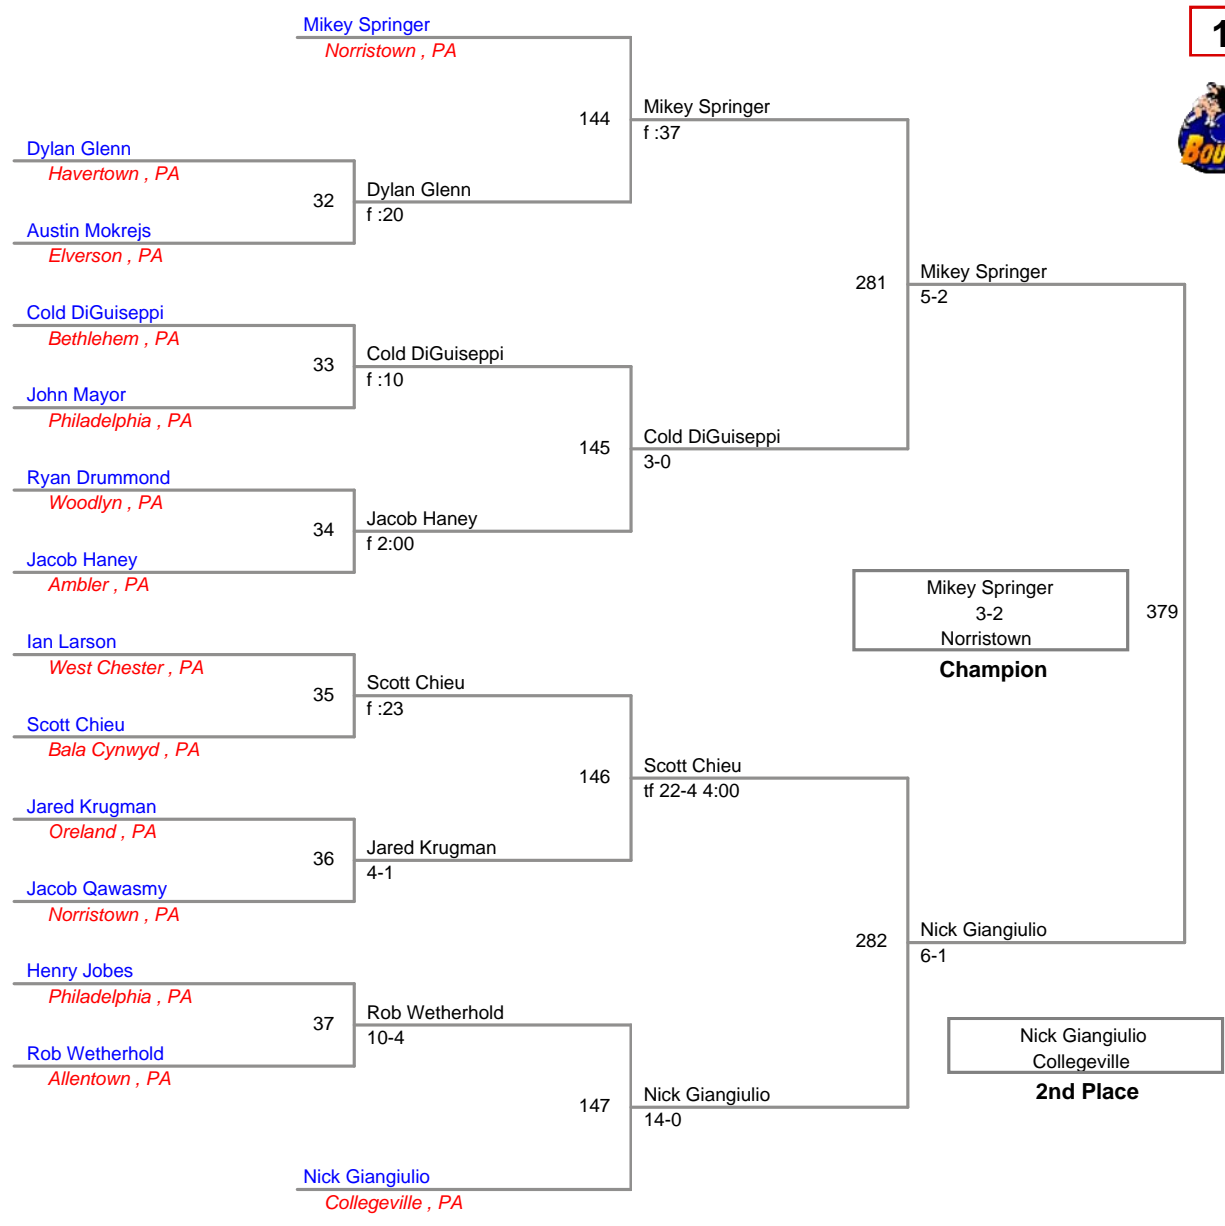 Mikey Springer
Norristown , PA
1
144
Mikey Springer
f :37
Dylan Glenn
Havertown , PA
32
Dylan Glenn
f :20
Austin Mokrejs
Elverson , PA
281
Mikey Springer
5-2
Cold DiGuiseppi
Bethlehem , PA
33
Cold DiGuiseppi
f :10
John Mayor
Philadelphia , PA
145
Cold DiGuiseppi
3-0
Ryan Drummond
Woodlyn , PA
34
Jacob Haney
f 2:00
Jacob Haney
Ambler , PA
Mikey Springer
3-2
Norristown
Champion
379
Ian Larson
West Chester , PA
35
Scott Chieu
f :23
Scott Chieu
Bala Cynwyd , PA
146
Scott Chieu
tf 22-4 4:00
Jared Krugman
Oreland , PA
36
Jared Krugman
4-1
Jacob Qawasmy
Norristown , PA
282
Nick Giangiulio
6-1
Henry Jobes
Philadelphia , PA
37
Rob Wetherhold
10-4
Rob Wetherhold
Allentown , PA
Nick Giangiulio
Collegeville
2nd Place
147
Nick Giangiulio
14-0
Nick Giangiulio
Collegeville , PA